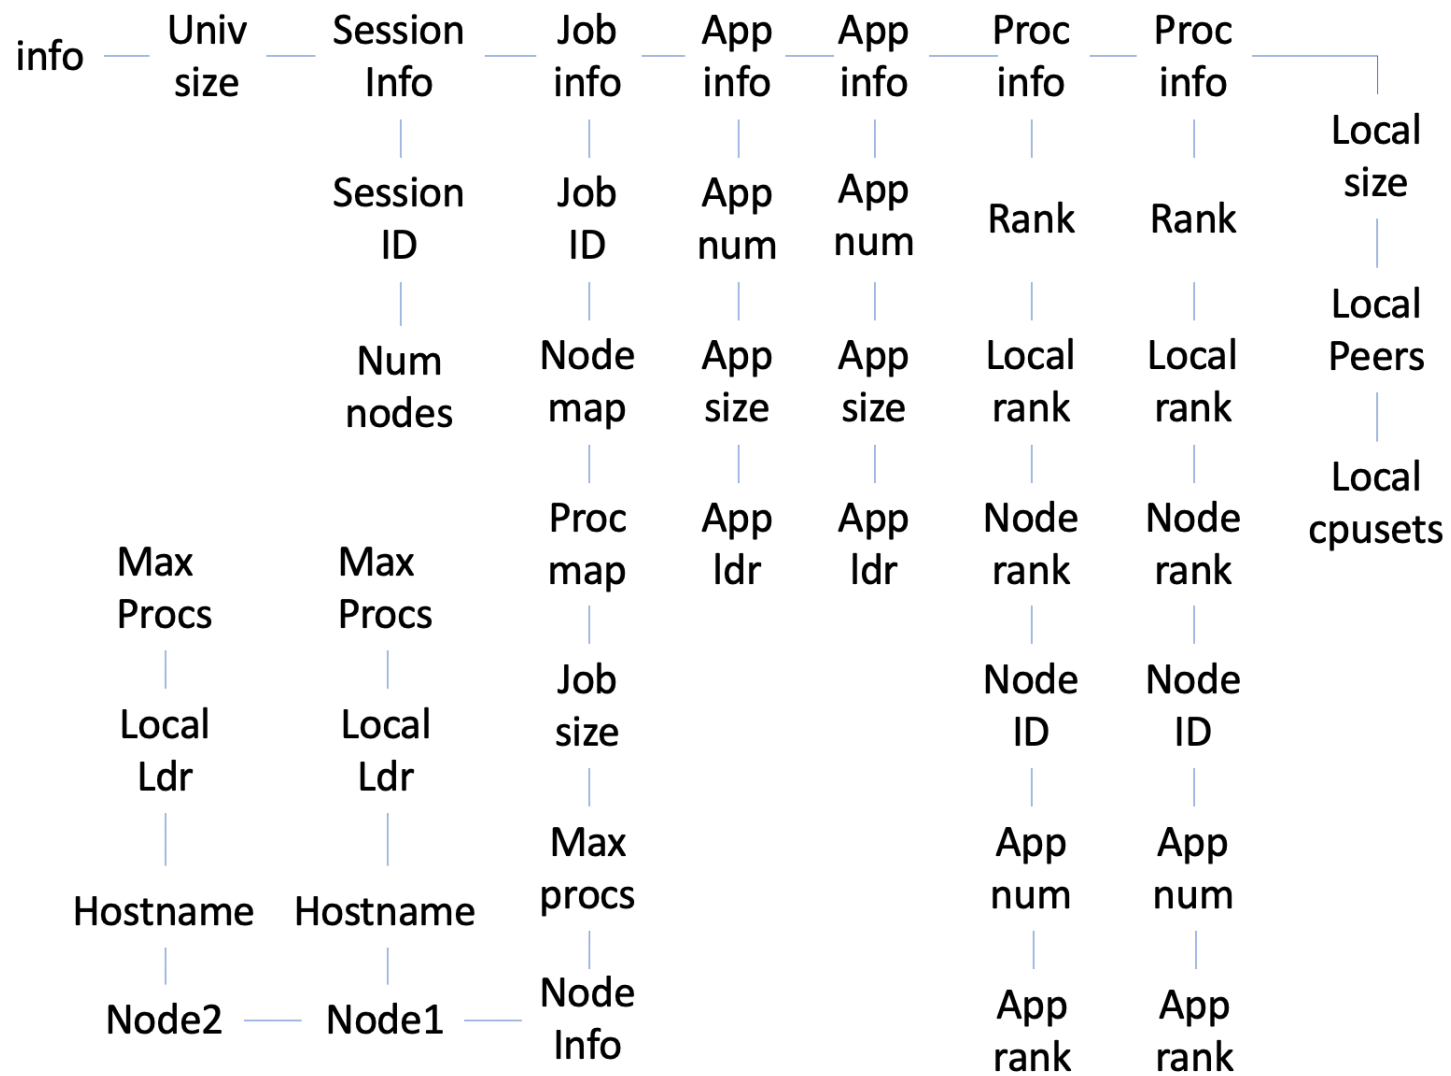 info
Univ
size
Session
Info
Job
info
App
info
App
info
Proc
info
Proc
info
Session
ID
Num
nodes
Job
ID
Node
map
Proc
map
Job
size
Max
procs
Node
Info
Node1
Hostname
Local
Ldr
Max
Procs
Node2
Hostname
Local
Ldr
Max
Procs
App
num
App
size
App
ldr
App
num
App
size
App
ldr
Rank
Local
rank
Node
rank
Node
ID
App
num
App
rank
Rank
Local
rank
Node
rank
Node
ID
App
num
App
rank
Local
size
Local
Peers
Local
cpusets